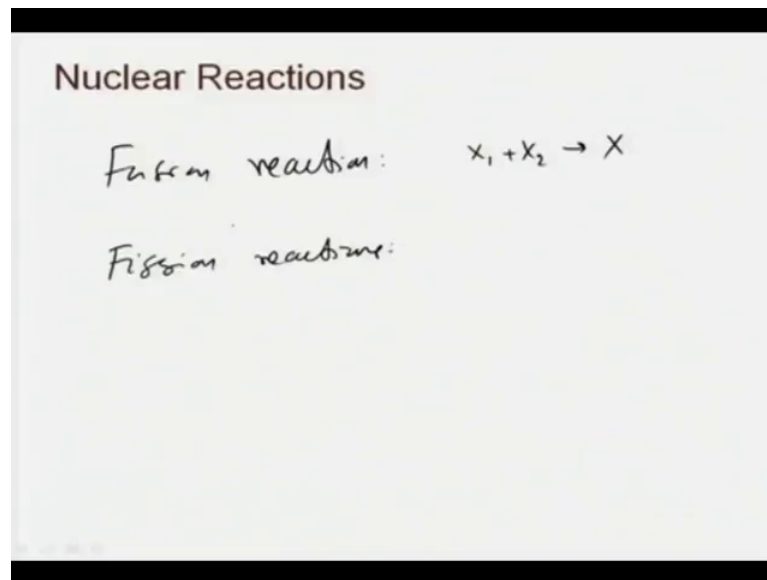 Nuclear Reactions
Fusion reaction: X₁ + X₂ → X
Fission reactions: